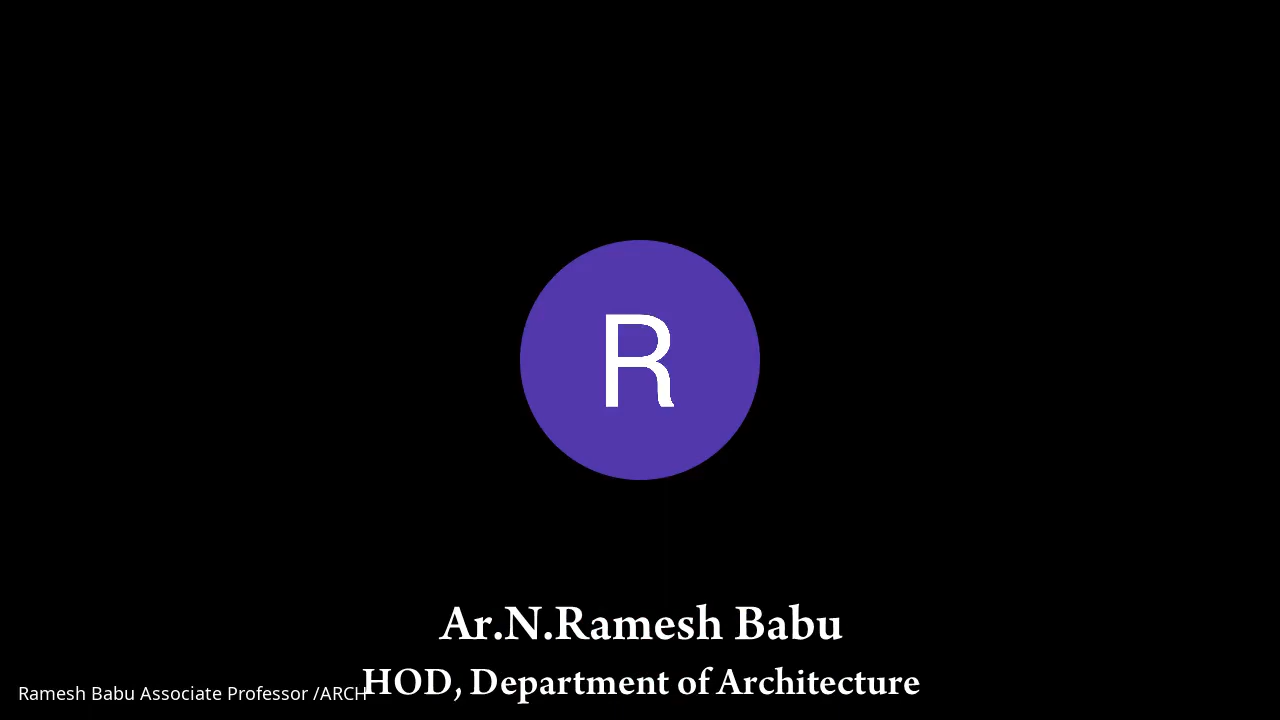 R
Ar.N.Ramesh Babu
HOD, Department of Architecture
Ramesh Babu Associate Professor /ARCH